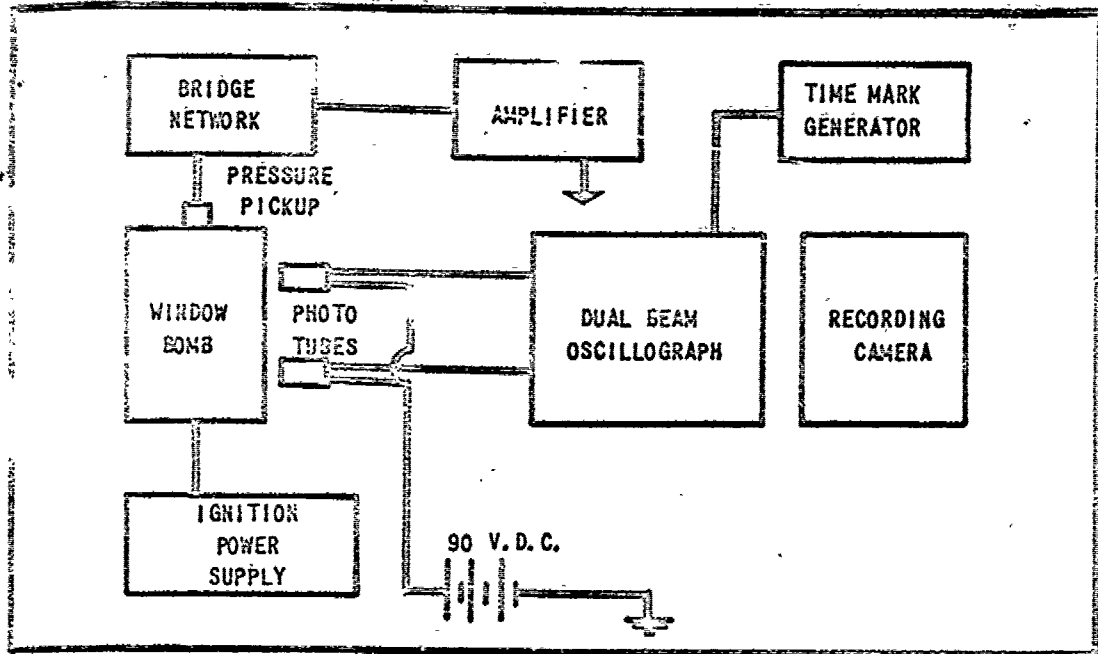 BRIDGE
NETWORK
AMPLIFIER
TIME MARK
GENERATOR
PRESSURE
PICKUP
WINDOW
BOMB
PHOTO
TUBES
DUAL BEAM
OSCILLOGRAPH
RECORDING
CAMERA
IGNITION
POWER
SUPPLY
90 V.D.C.